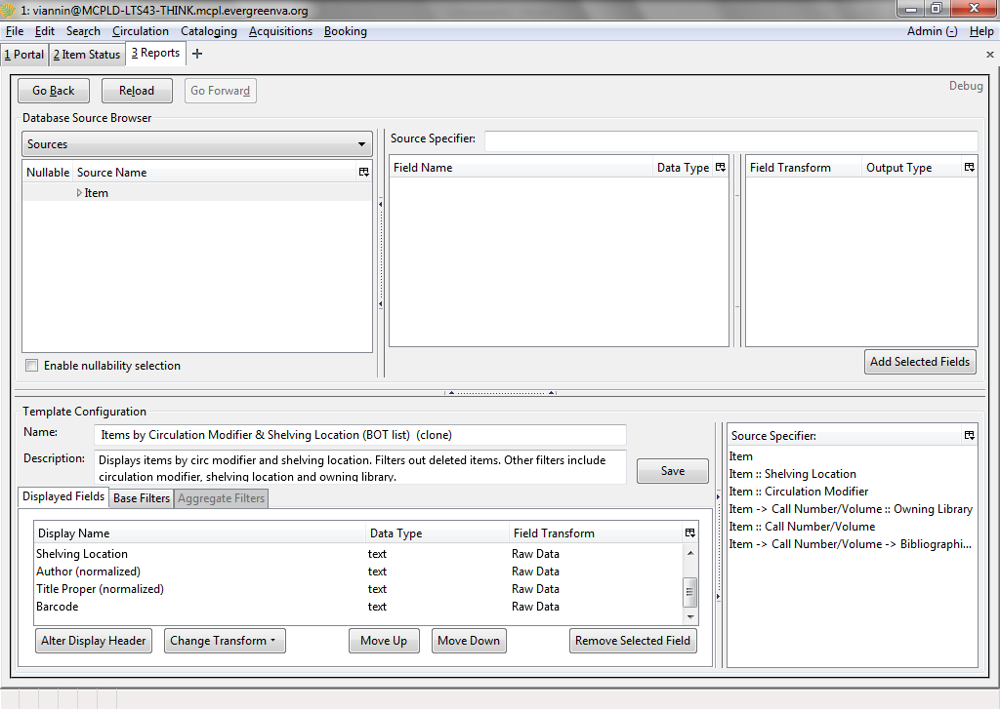 1: viannin@MCPLD-LTS43-THINK.mcpl.evergreenva.org
File Edit Search Circulation Cataloging Acquisitions Booking Admin (-) Help
1 Portal 2 Item Status 3 Reports
Go Back Reload Go Forward Debug
Database Source Browser
Sources
Source Specifier:
Nullable Source Name
Field Name Data Type
Field Transform Output Type
Item
Enable nullability selection
Add Selected Fields
Template Configuration
Name: Items by Circulation Modifier & Shelving Location (BOT list) (clone)
Description: Displays items by circ modifier and shelving location. Filters out deleted items. Other filters include
circulation modifier, shelving location and owning library.
Save
Displayed Fields Base Filters Aggregate Filters
Display Name Data Type Field Transform
Shelving Location text Raw Data
Author (normalized) text Raw Data
Title Proper (normalized) text Raw Data
Barcode text Raw Data
Alter Display Header Change Transform Move Up Move Down Remove Selected Field
Source Specifier:
Item
Item :: Shelving Location
Item :: Circulation Modifier
Item -> Call Number/Volume :: Owning Library
Item :: Call Number/Volume
Item -> Call Number/Volume -> Bibliographi...